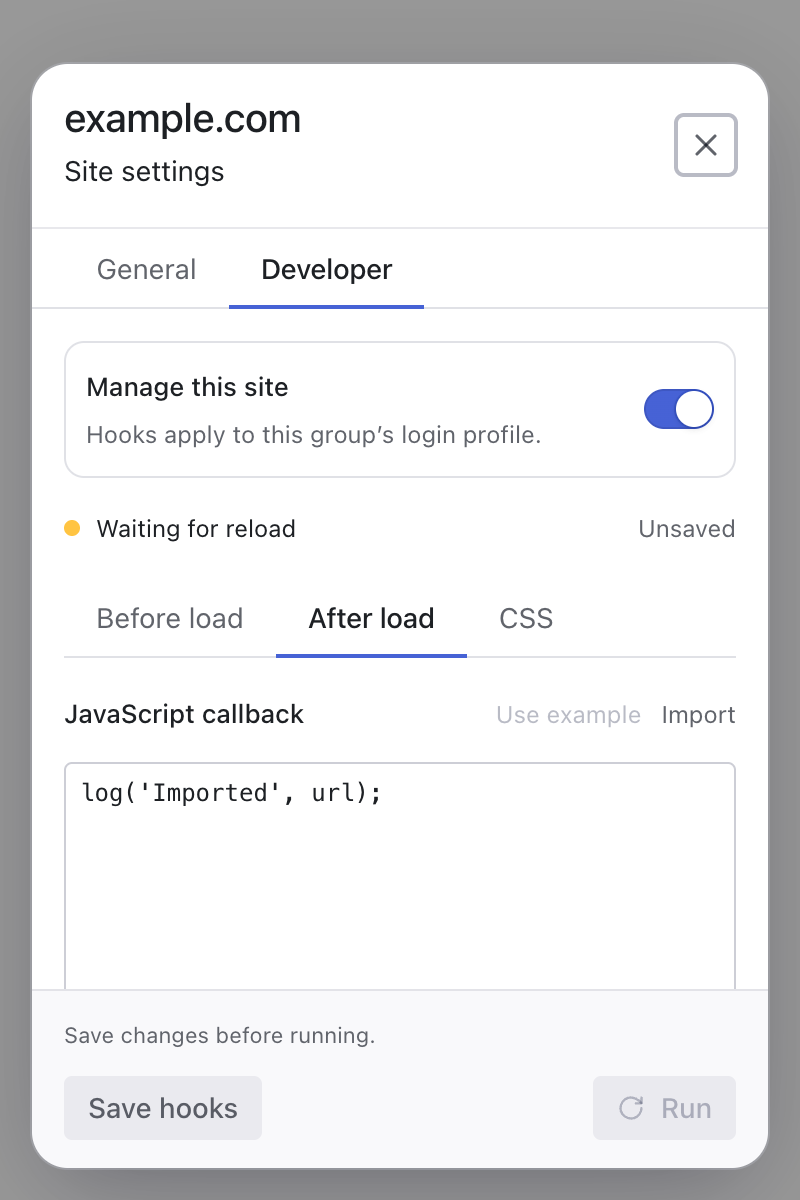 example.com
Site settings
General Developer
Manage this site
Hooks apply to this group’s login profile.
Waiting for reload Unsaved
Before load After load CSS
JavaScript callback Use example Import
log('Imported', url);
Save changes before running.
Save hooks Run